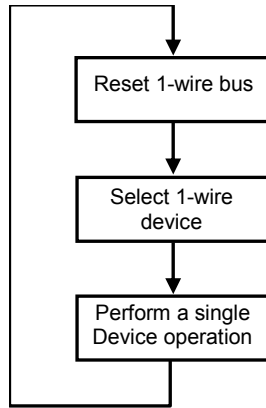 Reset 1-wire bus
Select 1-wire
device
Perform a single
Device operation